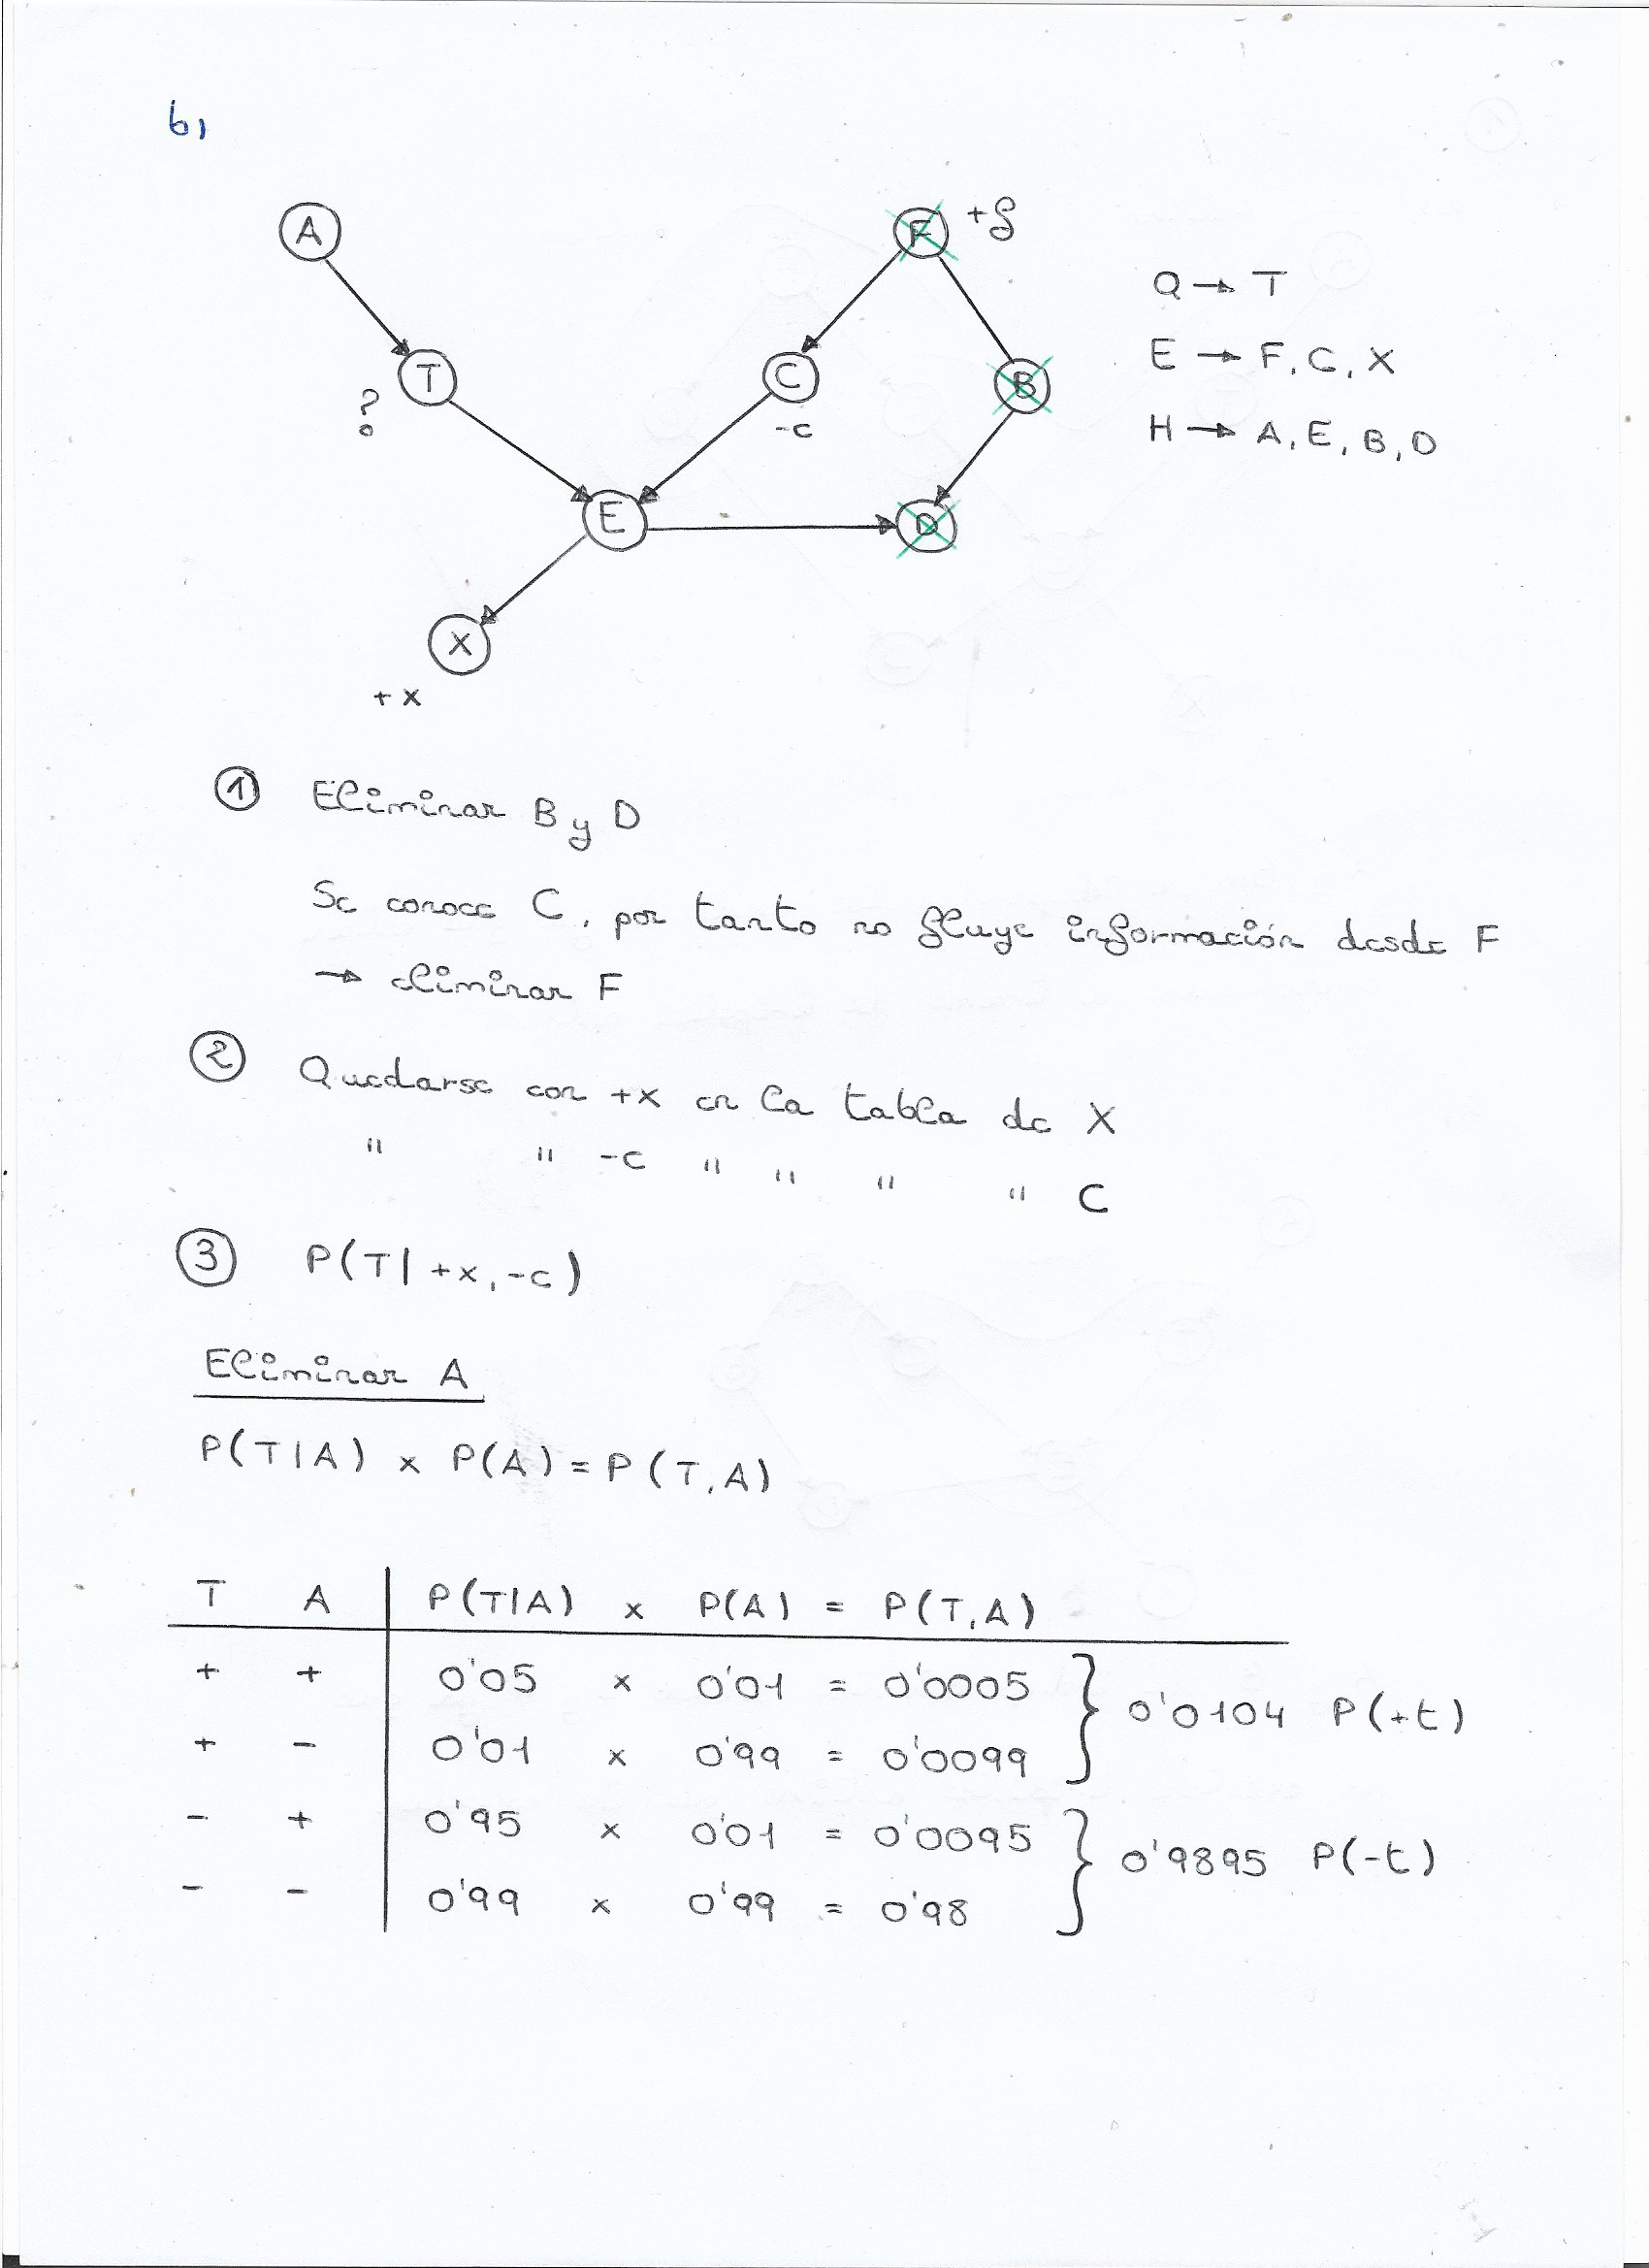 b)
A
F +f
Q → T
T
?
C
-c
B
E → F, C, X
H → A, E, B, D
E
D
X
+x
① Eliminar B y D
Se conoce C, por tanto no fluye información desde F
→ eliminar F
② Quedarse con +x en la tabla de X
" " -c " " " " C
③ P(T| +x, -c)
Eliminar A
P(T|A) x P(A) = P(T,A)
T A P(T|A) x P(A) = P(T,A)
+ + 0'05 x 0'01 = 0'0005
+ - 0'01 x 0'99 = 0'0099
} 0'0104 P(+t)
- + 0'95 x 0'01 = 0'0095
- - 0'99 x 0'99 = 0'98
} 0'9895 P(-t)